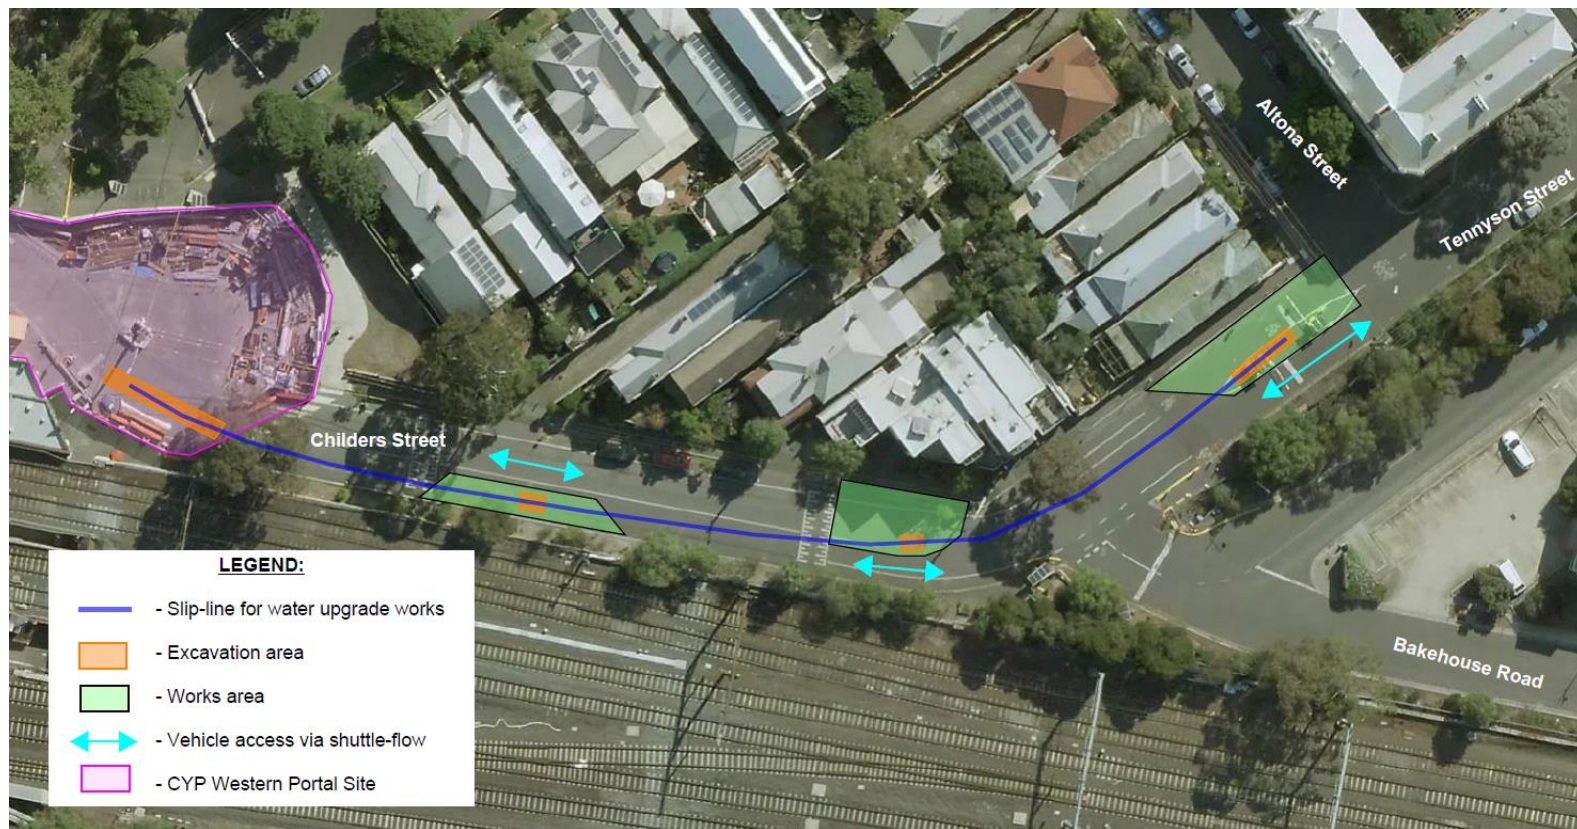 Altona Street
Tennyson Street
Childers Street
Bakehouse Road
LEGEND:
- Slip-line for water upgrade works
- Excavation area
- Works area
- Vehicle access via shuttle-flow
- CYP Western Portal Site